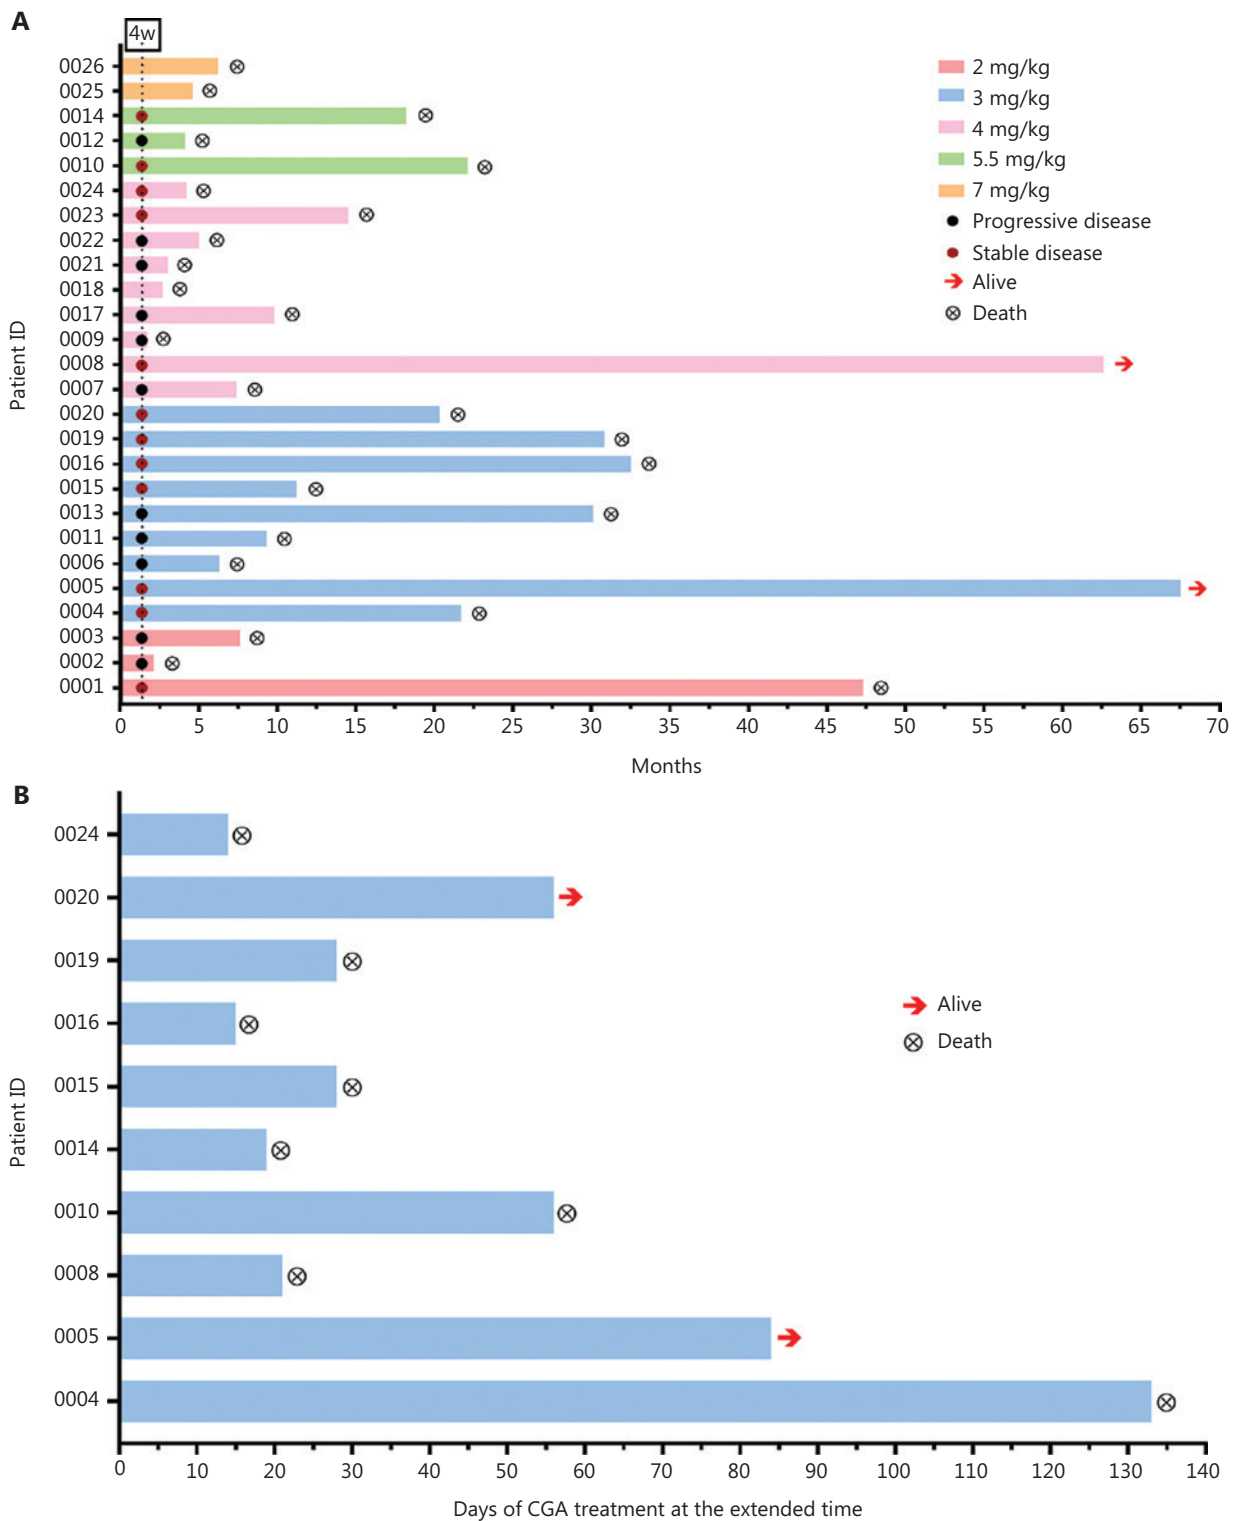 A
4w
0026
0025
0014
0012
0010
0024
0023
0022
0021
0018
0017
0009
0008
0007
0020
0019
0016
0015
0013
0011
0006
0005
0004
0003
0002
0001
Patient ID
2 mg/kg
3 mg/kg
4 mg/kg
5.5 mg/kg
7 mg/kg
Progressive disease
Stable disease
Alive
Death
0 5 10 15 20 25 30 35 40 45 50 55 60 65 70
Months
B
0024
0020
0019
0016
0015
0014
0010
0008
0005
0004
Patient ID
Alive
Death
0 10 20 30 40 50 60 70 80 90 100 110 120 130 140
Days of CGA treatment at the extended time